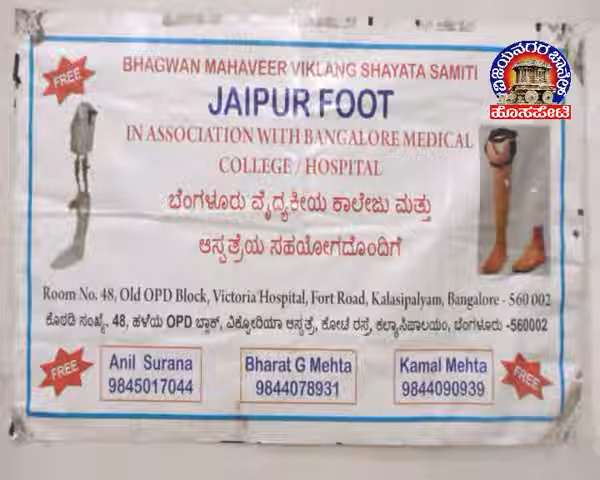 FREE
BHAGWAN MAHAVEER VIKLANG SHAYATA SAMITI
JAIPUR FOOT
IN ASSOCIATION WITH BANGALORE MEDICAL
COLLEGE / HOSPITAL
ಬೆಂಗಳೂರು ವೈದ್ಯಕೀಯ ಕಾಲೇಜು ಮತ್ತು
ಆಸ್ಪತ್ರೆಯ ಸಹಯೋಗದೊಂದಿಗೆ
Room No. 48, Old OPD Block, Victoria Hospital, Fort Road, Kalasipalyam, Bangalore - 560 002
ಕೊಠಡಿ ಸಂಖ್ಯೆ. 48, ಹಳೆಯ OPD ಬ್ಲಾಕ್, ವಿಕ್ಟೋರಿಯಾ ಆಸ್ಪತ್ರೆ, ಕೋಟೆ ರಸ್ತೆ, ಕಲ್ಯಾಸಿಪಾಲಯಂ, ಬೆಂಗಳೂರು -560002
FREE
Anil Surana
9845017044
Bharat G Mehta
9844078931
Kamal Mehta
9844090939
FREE
ವಿಜಯನಗರ ಚಾನೆಲ್
ಹೊಸಪೇಟೆ